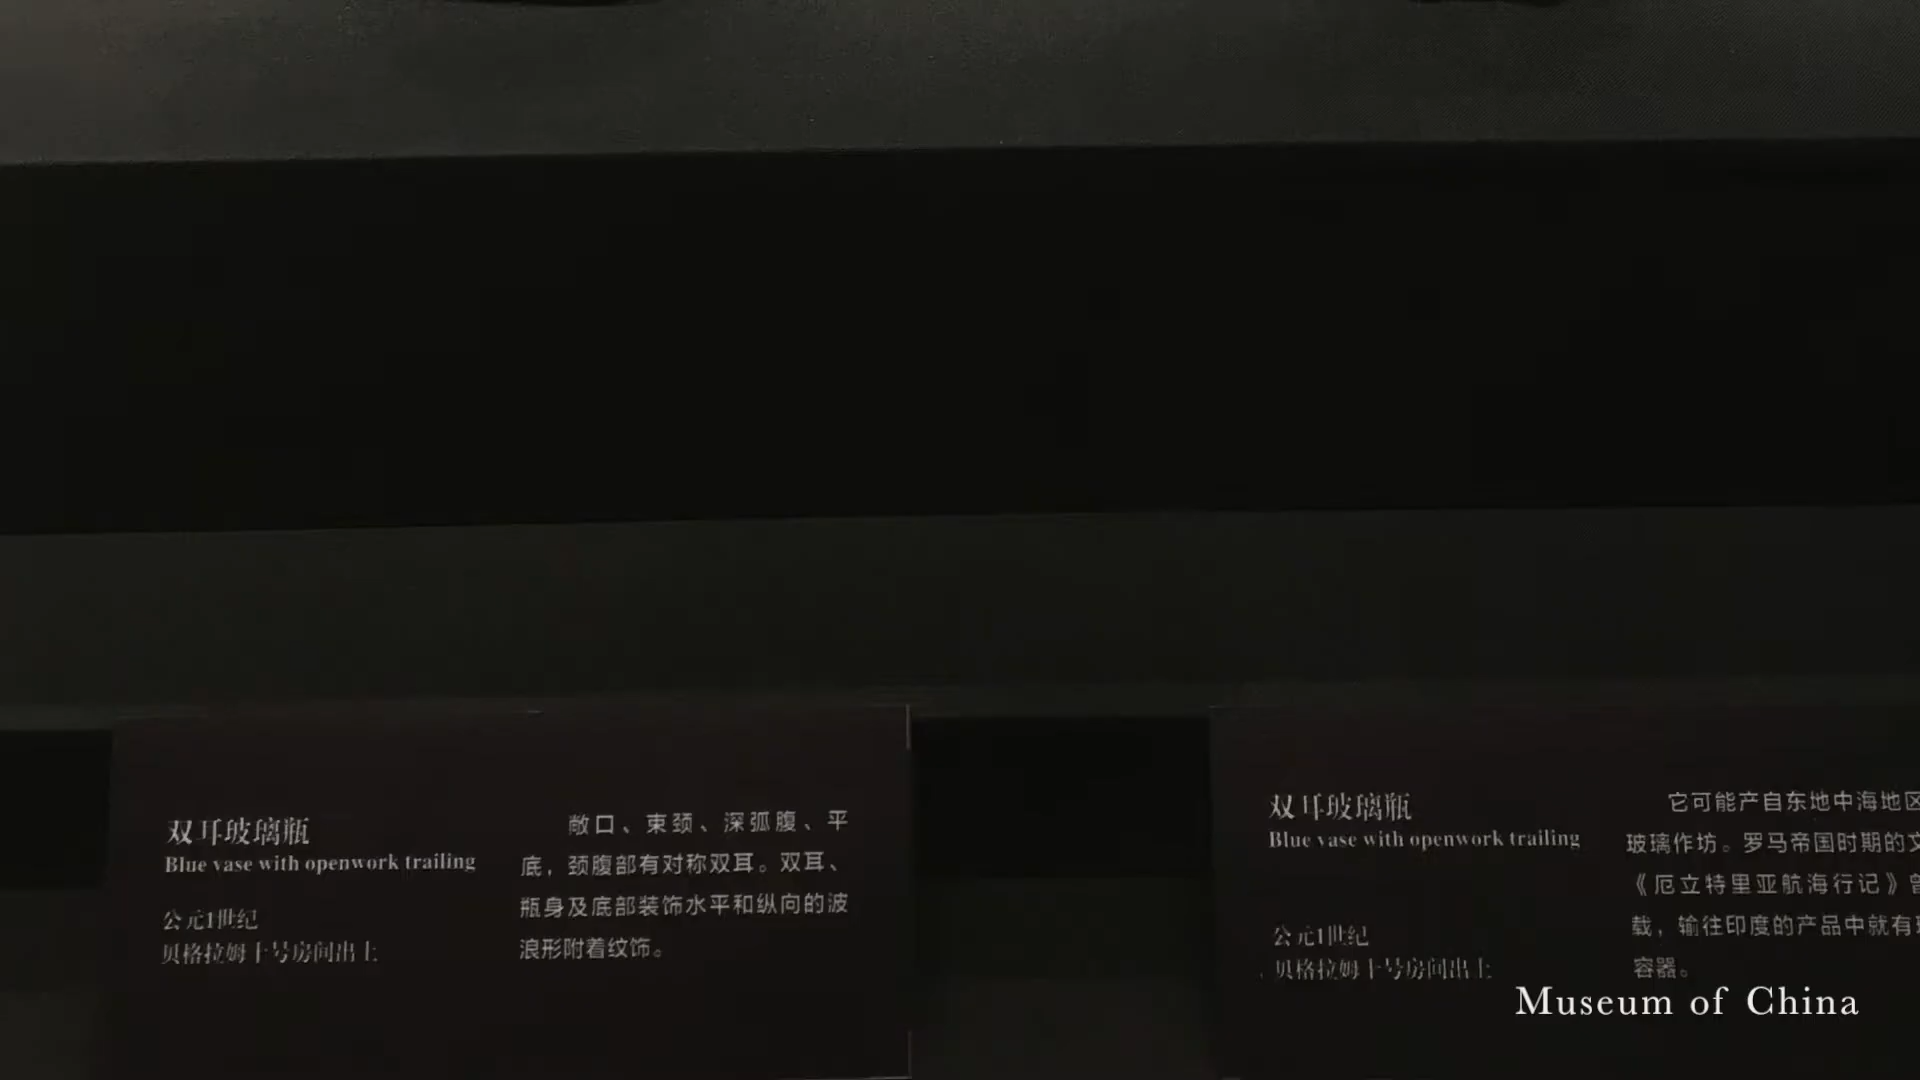 双耳玻璃瓶
Blue vase with openwork trailing
公元1世纪
贝格拉姆十号房间出土
敞口、束颈、深弧腹、平
底，颈腹部有对称双耳。双耳、
瓶身及底部装饰水平和纵向的波
浪形附着纹饰。
双耳玻璃瓶
Blue vase with openwork trailing
公元1世纪
贝格拉姆十号房间出土
它可能产自东地中海地区
玻璃作坊。罗马帝国时期的文
《厄立特里亚航海行记》曾
载，输往印度的产品中就有玻
容器。
Museum of China